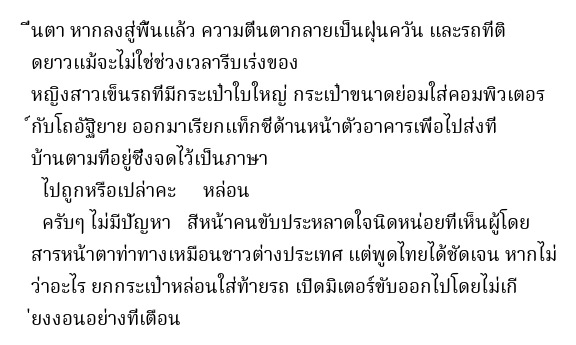 ื่นตา หากลงสู่พื้นแล้ว ความตื่นตากลายเป็นฝุ่นควัน และรถที่ติ
ดยาวแม้จะไม่ใช่ช่วงเวลารีบเร่งของ
หญิงสาวเข็นรถที่มีกระเป๋าใบใหญ่ กระเป๋าขนาดย่อมใส่คอมพิวเตอร
์กับโถอัฐิยาย ออกมาเรียกแท็กซี่ด้านหน้าตัวอาคารเพื่อไปส่งที่
บ้านตามที่อยู่ซึ่งจดไว้เป็นภาษา
ไปถูกหรือเปล่าคะ หล่อน
ครับๆ ไม่มีปัญหา สีหน้าคนขับประหลาดใจนิดหน่อยที่เห็นผู้โดย
สารหน้าตาท่าทางเหมือนชาวต่างประเทศ แต่พูดไทยได้ชัดเจน หากไม่
ว่าอะไร ยกกระเป๋าหล่อนใส่ท้ายรถ เปิดมิเตอร์ขับออกไปโดยไม่เกี
่ยงงอนอย่างที่เตือน